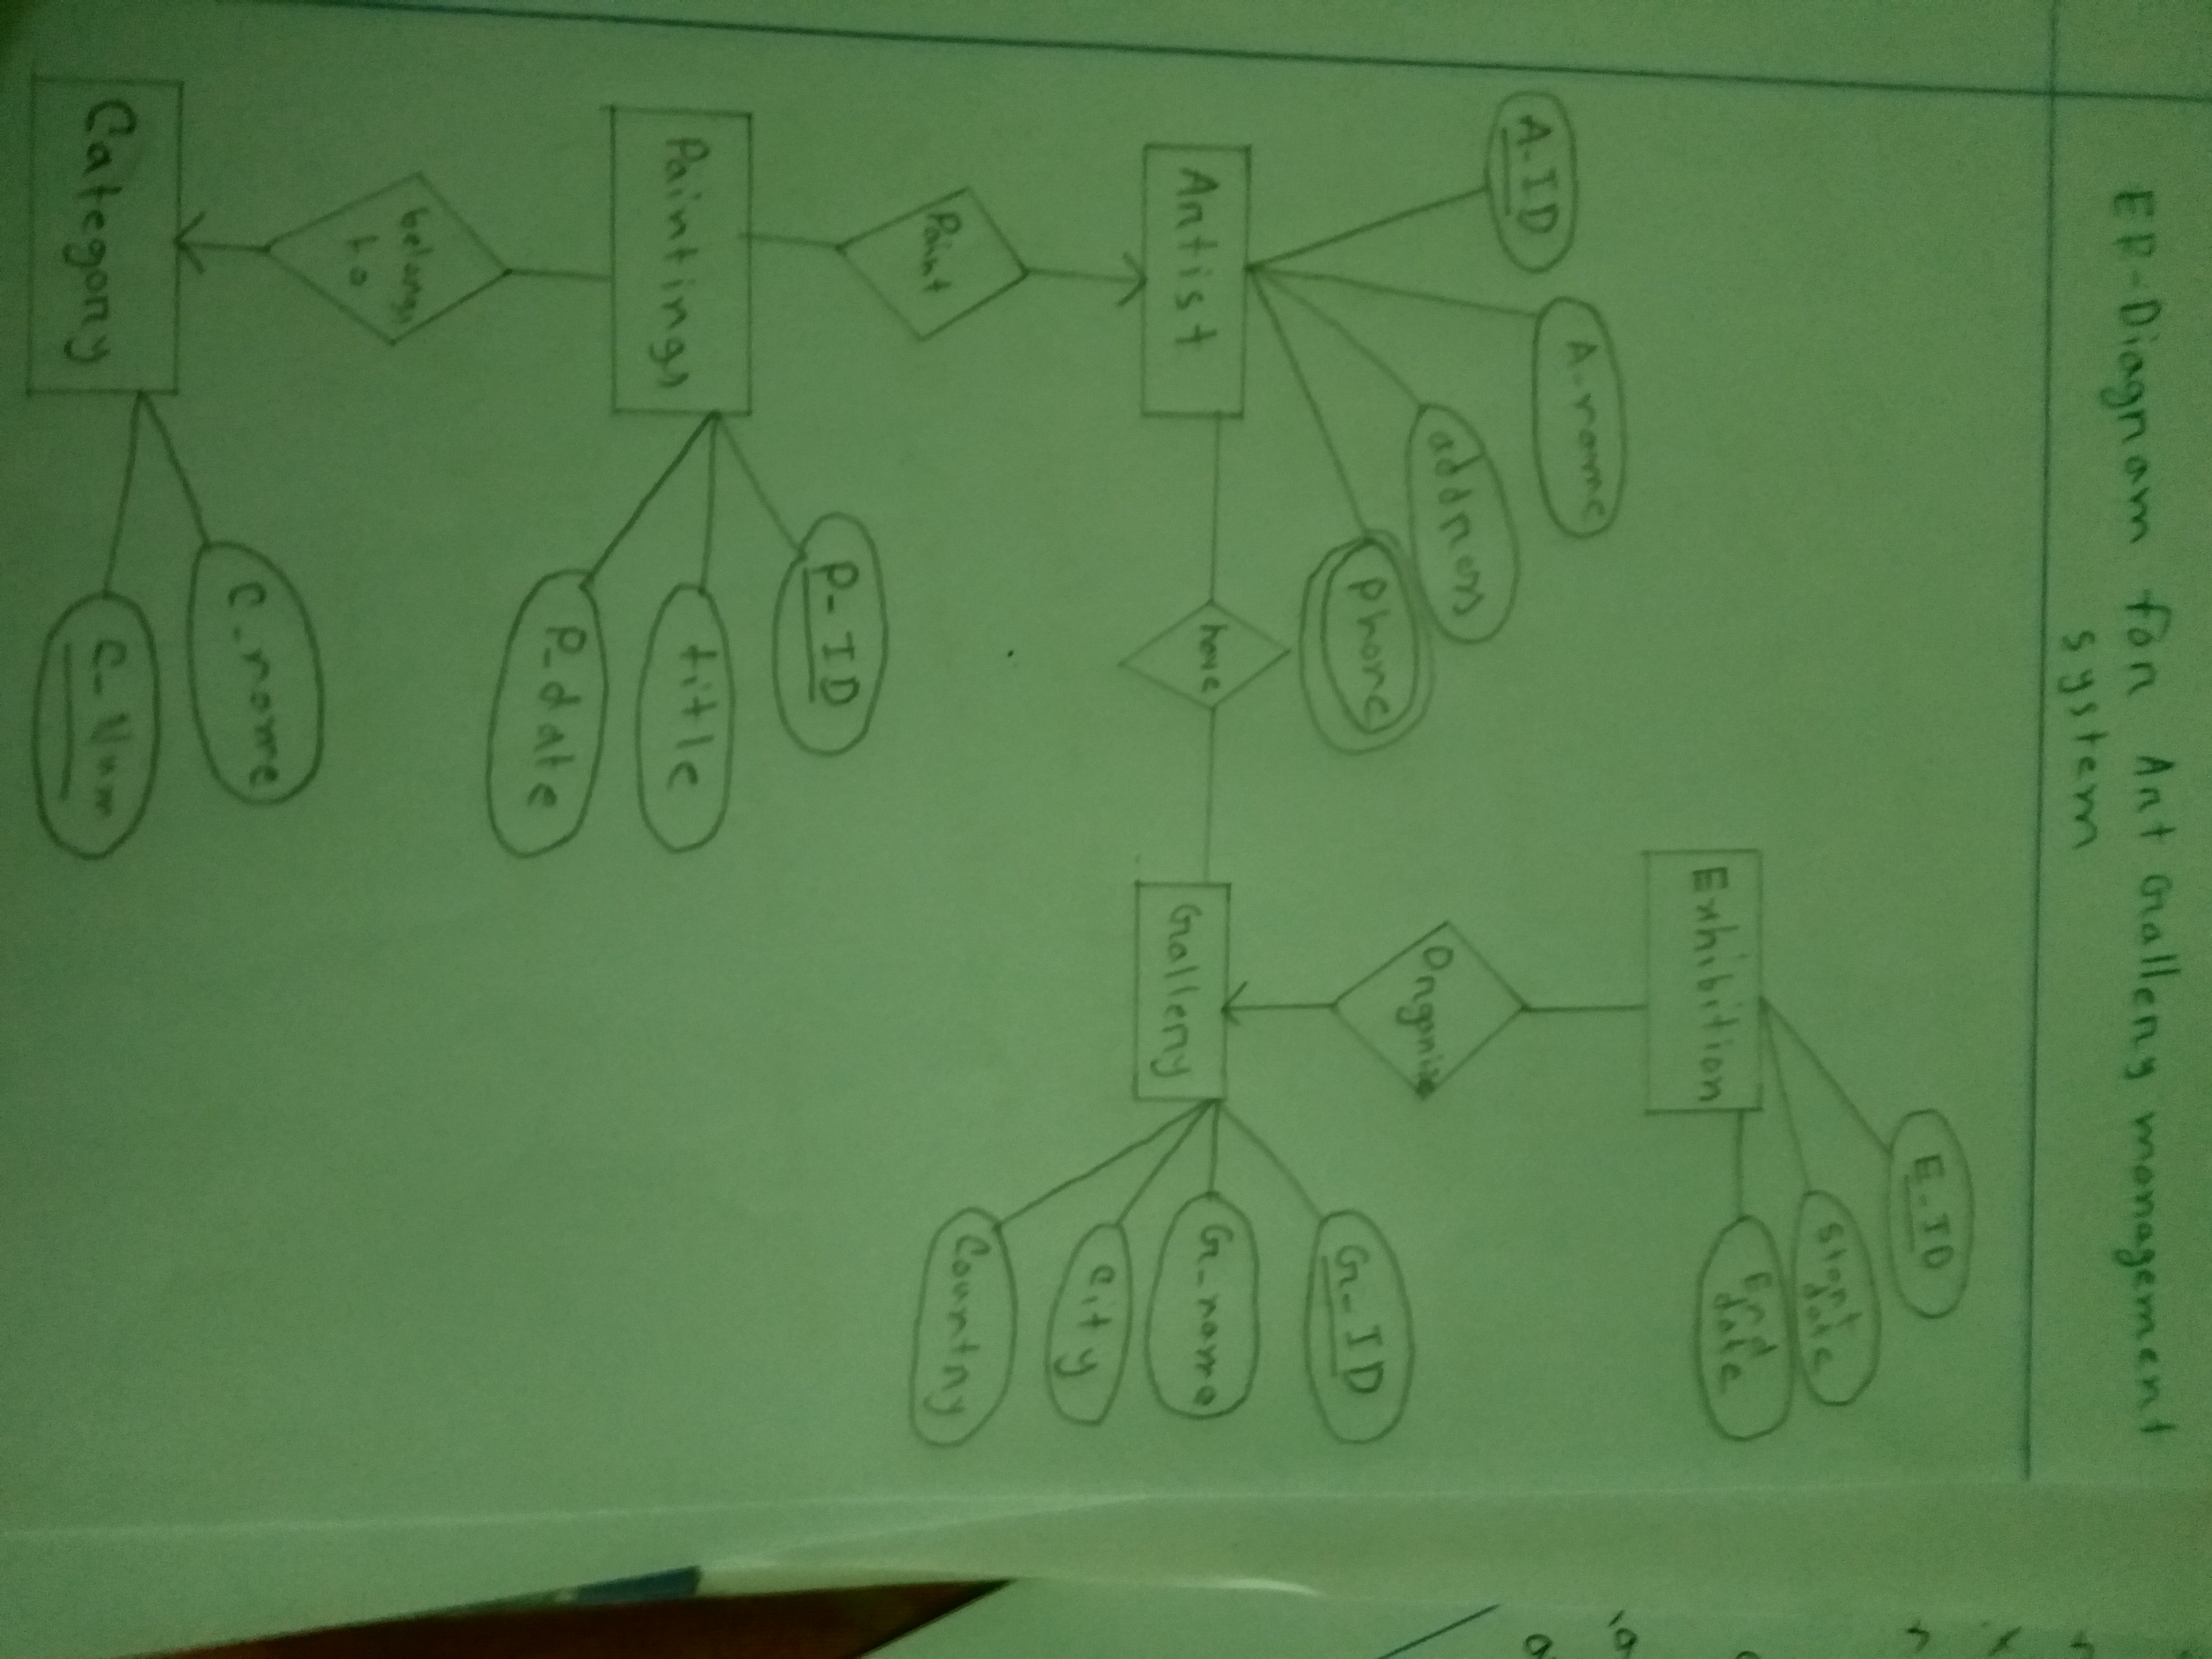 ER-Diagram for Art Gallery management
system
E-ID
Start
date
End
date
Exhibition
A-ID
A-name
address
Phone
Organize
Artist
have
Gallery
G-ID
G-name
City
Country
Paint
Paintings
P-ID
title
P-date
belongs
to
Category
C-name
C-Num